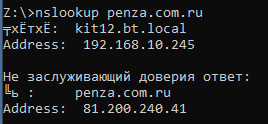 Z:\>nslookup penza.com.ru
╤хЁтхЁ:  kit12.bt.local
Address:  192.168.10.245

Не заслуживающий доверия ответ:
╚ь :     penza.com.ru
Address:  81.200.240.41